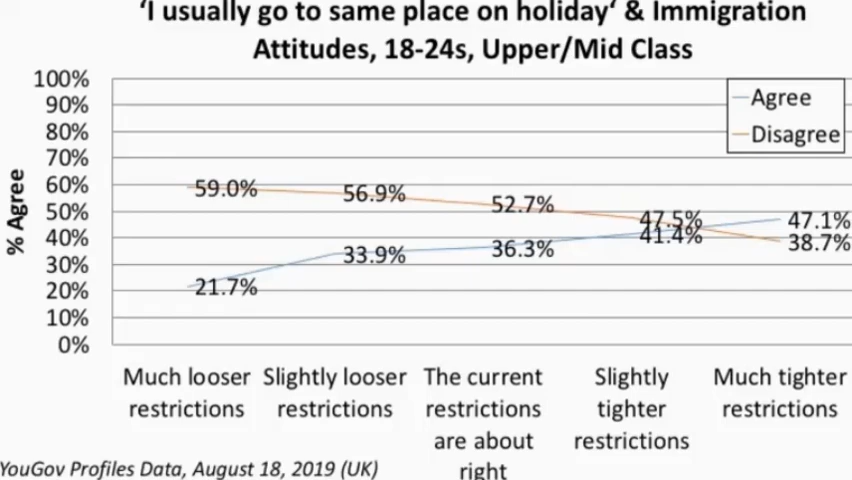 ‘I usually go to same place on holiday‘ & Immigration
Attitudes, 18-24s, Upper/Mid Class
% Agree
100%
90%
80%
70%
60%
50%
40%
30%
20%
10%
0%
Agree
Disagree
59.0%
56.9%
52.7%
47.5%
38.7%
21.7%
33.9%
36.3%
41.4%
47.1%
Much looser
restrictions
Slightly looser
restrictions
The current
restrictions
are about
right
Slightly
tighter
restrictions
Much tighter
restrictions
YouGov Profiles Data, August 18, 2019 (UK)